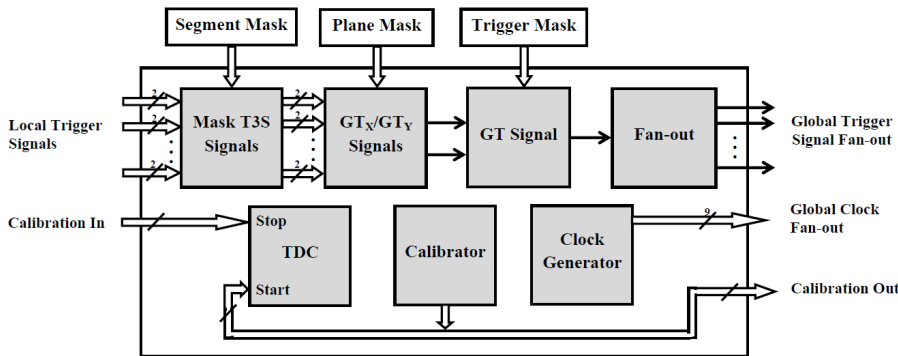 Segment Mask
Plane Mask
Trigger Mask
Local Trigger
Signals
2
2
2
Mask T3S
Signals
2
2
2
GTX/GTY
Signals
GT Signal
Fan-out
Global Trigger
Signal Fan-out
Calibration In
Stop
TDC
Start
Calibrator
Clock
Generator
9
Global Clock
Fan-out
Calibration Out